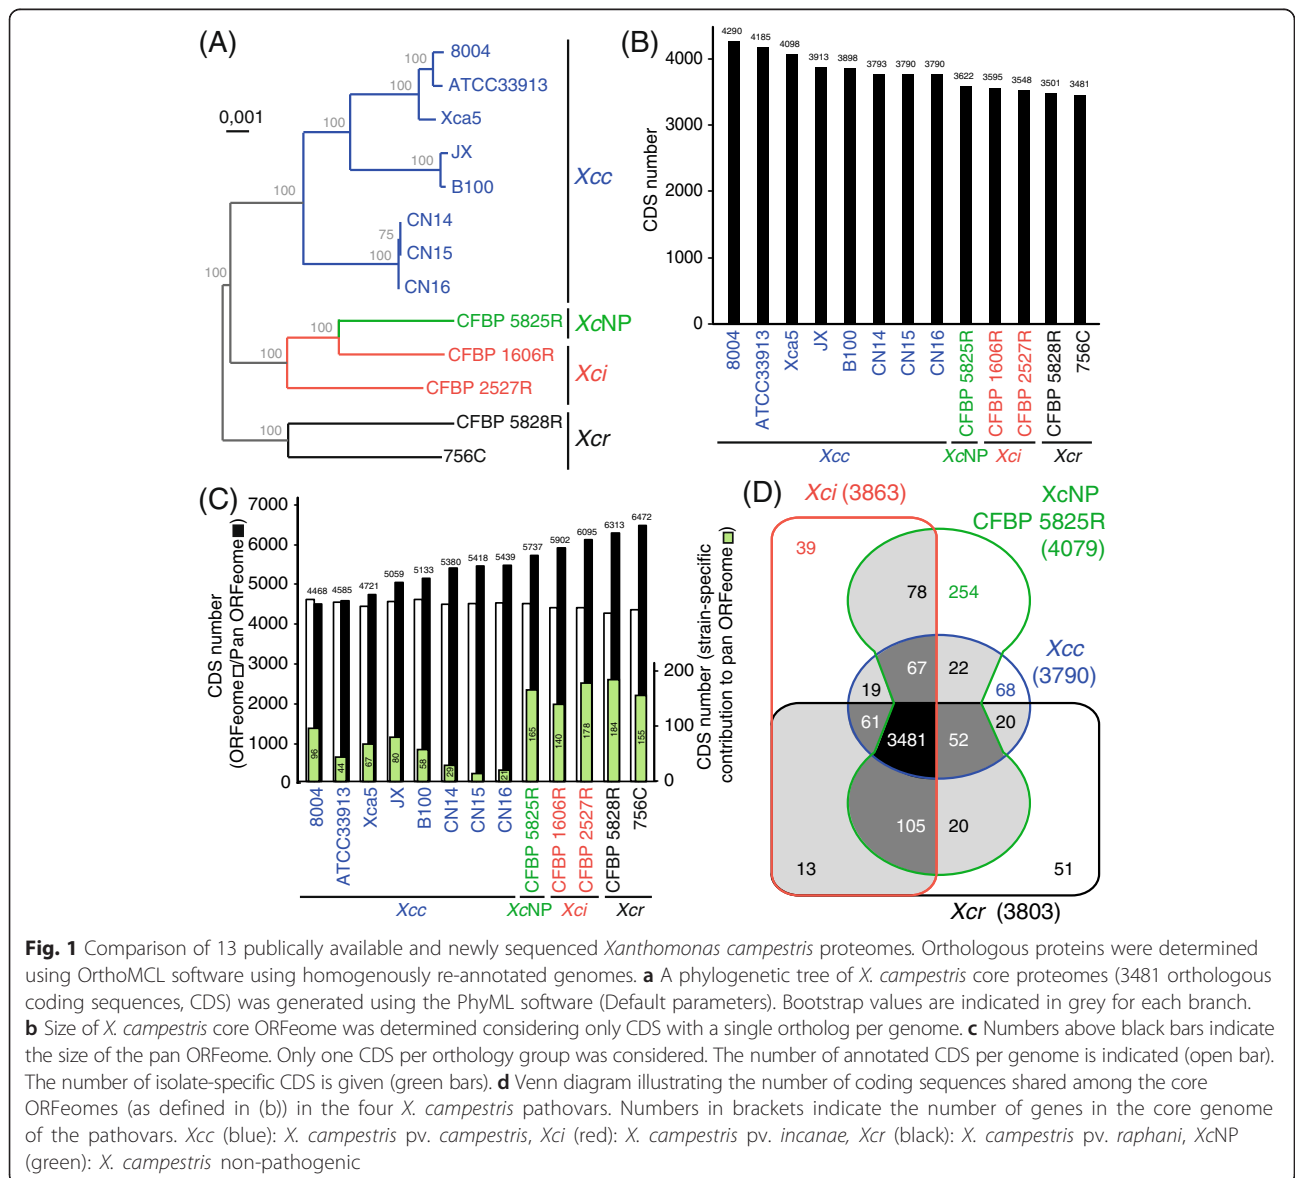 (A)
0,001
100
8004
100
ATCC33913
Xca5
100
JX
100
B100
100
CN14
75
CN15
100
CN16
100
CFBP 5825R
100
CFBP 1606R
100
CFBP 2527R
CFBP 5828R
100
756C
Xcc
XcNP
Xci
Xcr
(B)
CDS number
4000
3000
2000
1000
0
4290
4185
4098
3913
3898
3793
3790
3790
3622
3595
3548
3501
3481
8004
ATCC33913
Xca5
JX
B100
CN14
CN15
CN16
CFBP 5825R
CFBP 1606R
CFBP 2527R
CFBP 5828R
756C
Xcc
XcNP
Xci
Xcr
(C)
CDS number
(ORFeome /Pan ORFeome )
7000
6000
5000
4000
3000
2000
1000
0
4468
4585
4721
5059
5133
5380
5418
5439
5737
5902
6095
6313
6472
96
44
67
80
58
29
21
165
140
178
184
155
200
100
0
CDS number (strain-specific
contribution to pan ORFeome )
8004
ATCC33913
Xca5
JX
B100
CN14
CN15
CN16
CFBP 5825R
CFBP 1606R
CFBP 2527R
CFBP 5828R
756C
Xcc
XcNP
Xci
Xcr
(D)
Xci (3863)
XcNP
CFBP 5825R
(4079)
39
78
254
Xcc
(3790)
67
22
19
68
61
20
3481
52
105
20
13
51
Xcr (3803)
Fig. 1 Comparison of 13 publically available and newly sequenced Xanthomonas campestris proteomes. Orthologous proteins were determined
using OrthoMCL software using homogenously re-annotated genomes. a A phylogenetic tree of X. campestris core proteomes (3481 orthologous
coding sequences, CDS) was generated using the PhyML software (Default parameters). Bootstrap values are indicated in grey for each branch.
b Size of X. campestris core ORFeome was determined considering only CDS with a single ortholog per genome. c Numbers above black bars indicate
the size of the pan ORFeome. Only one CDS per orthology group was considered. The number of annotated CDS per genome is indicated (open bar).
The number of isolate-specific CDS is given (green bars). d Venn diagram illustrating the number of coding sequences shared among the core
ORFeomes (as defined in (b)) in the four X. campestris pathovars. Numbers in brackets indicate the number of genes in the core genome
of the pathovars. Xcc (blue): X. campestris pv. campestris, Xci (red): X. campestris pv. incanae, Xcr (black): X. campestris pv. raphani, XcNP
(green): X. campestris non-pathogenic